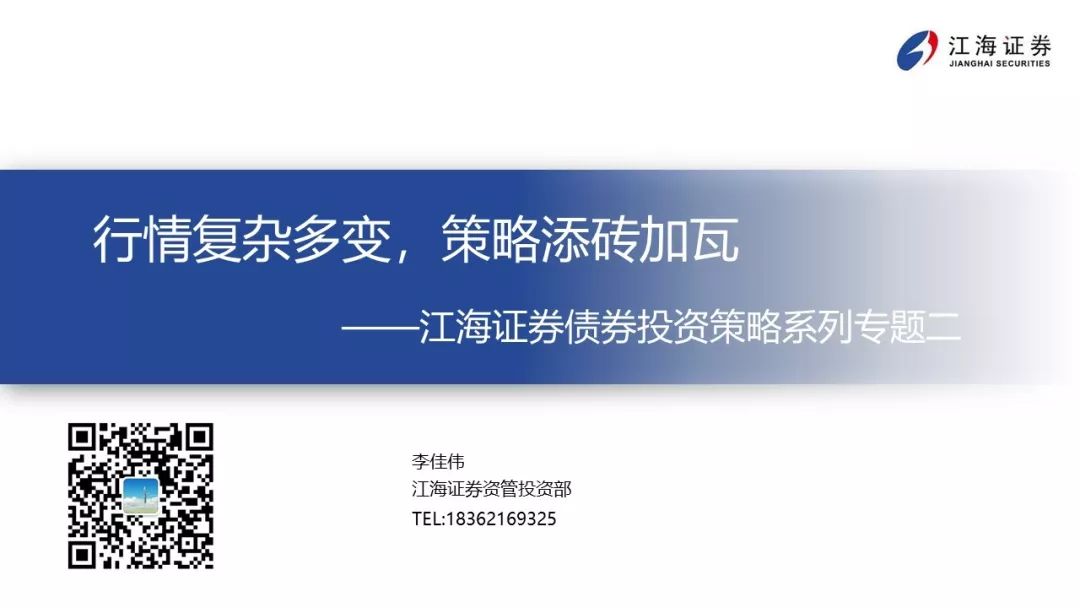 江海证券
JIANGHAI SECURITIES
行情复杂多变，策略添砖加瓦
——江海证券债券投资策略系列专题二
李佳伟
江海证券资管投资部
TEL:18362169325